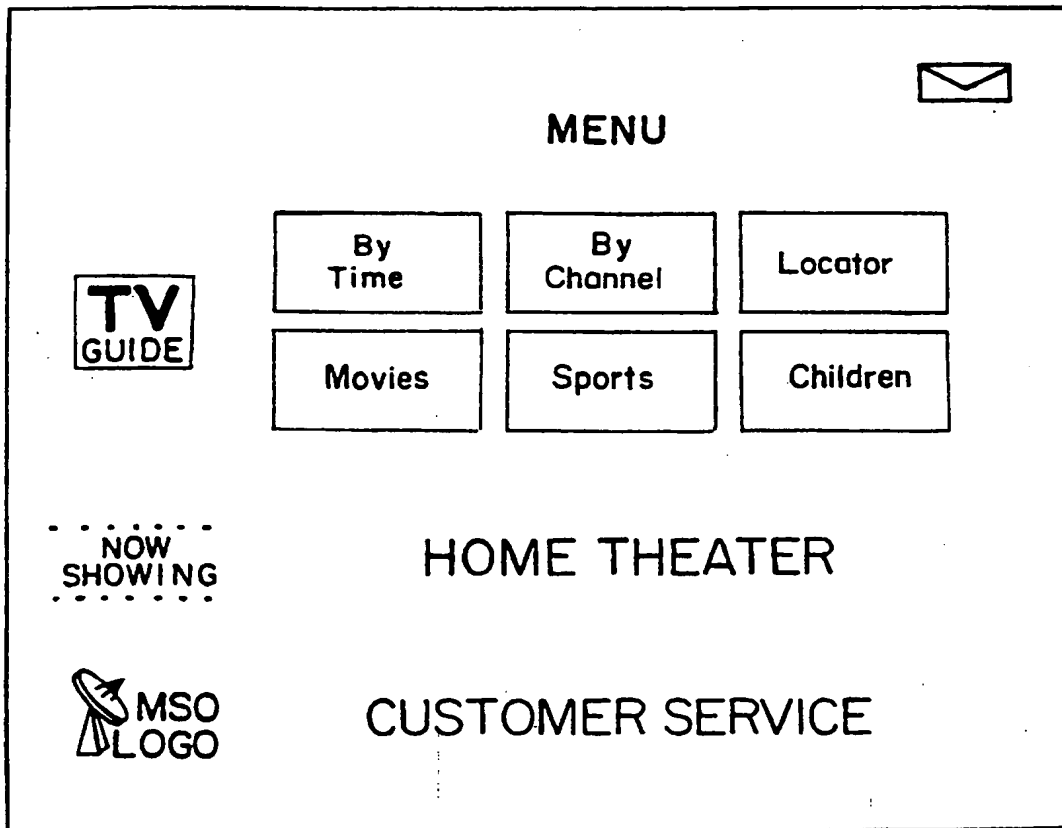 MENU
By
Time
By
Channel
Locator
TV
GUIDE
Movies
Sports
Children
NOW
SHOWING
HOME THEATER
MSO
LOGO
CUSTOMER SERVICE